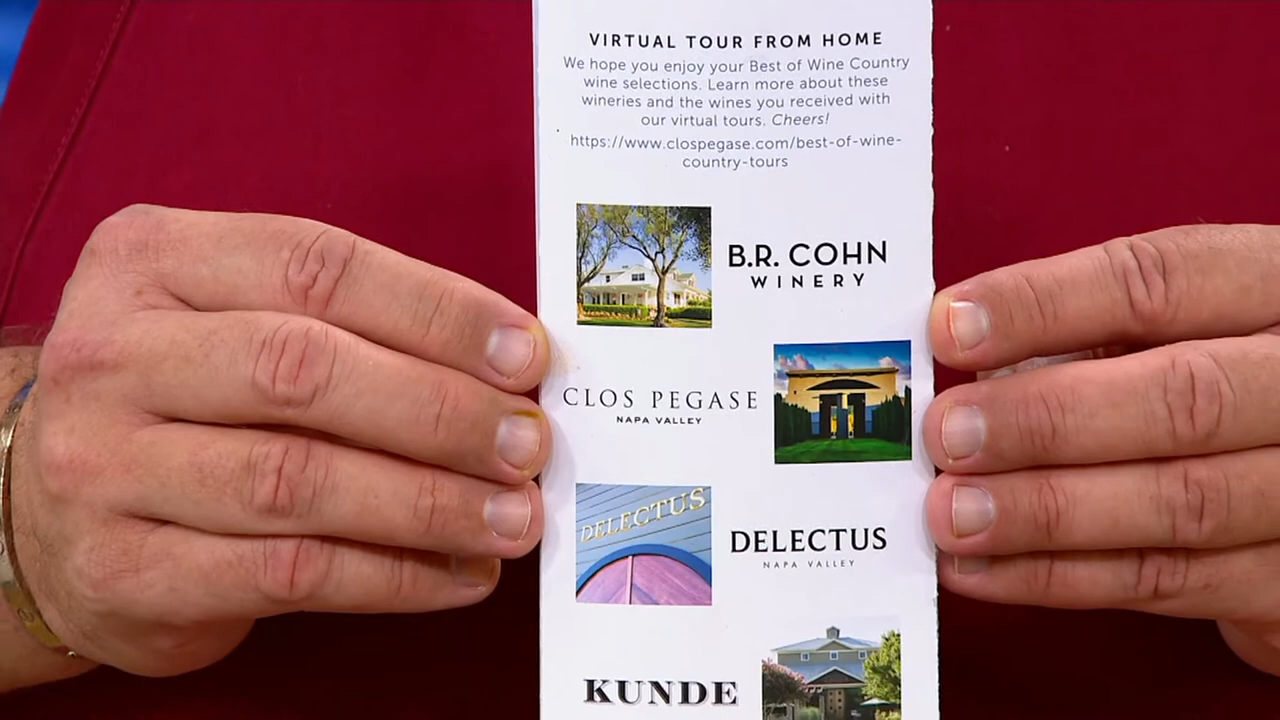 VIRTUAL TOUR FROM HOME
We hope you enjoy your Best of Wine Country
wine selections. Learn more about these
wineries and the wines you received with
our virtual tours. Cheers!
https://www.clospegase.com/best-of-wine-
country-tours
B.R. COHN
WINERY
CLOS PEGASE
NAPA VALLEY
DELECTUS
DELECTUS
NAPA VALLEY
KUNDE